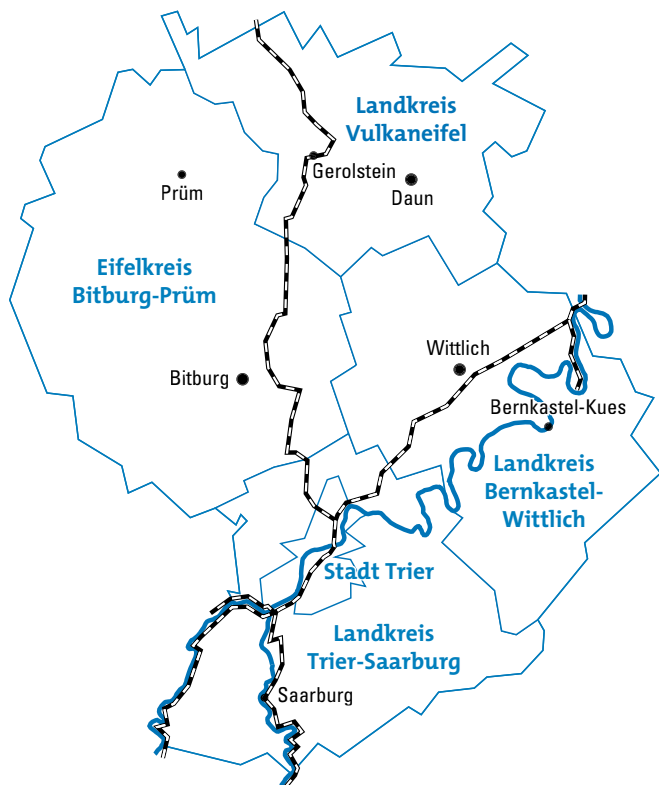 Landkreis
Vulkaneifel
Gerolstein
Prüm
Daun
Eifelkreis
Bitburg-Prüm
Wittlich
Bitburg
Bernkastel-Kues
Landkreis
Bernkastel-
Wittlich
Stadt Trier
Landkreis
Trier-Saarburg
Saarburg